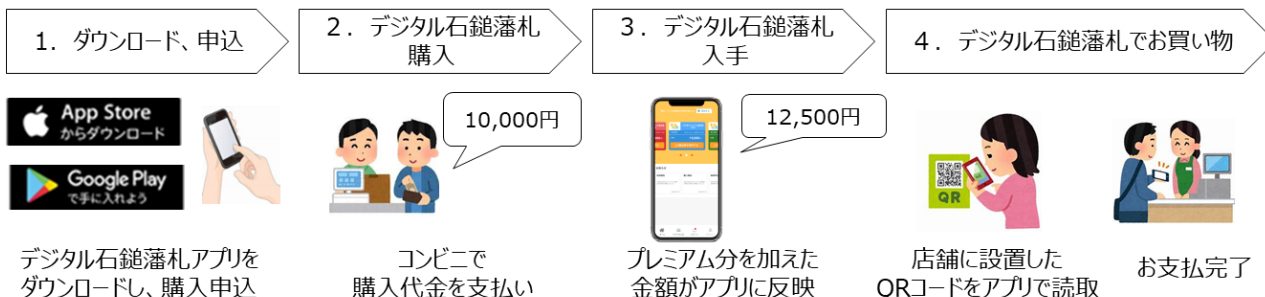 1．ダウンロード、申込
2．デジタル石鎚藩札
購入
3．デジタル石鎚藩札
入手
4．デジタル石鎚藩札でお買い物
App Store
からダウンロード
Google Play
で手に入れよう
10,000円
12,500円
QR
デジタル石鎚藩札アプリを
ダウンロードし、購入申込
コンビニで
購入代金を支払い
プレミアム分を加えた
金額がアプリに反映
店舗に設置した
QRコードをアプリで読取
お支払完了